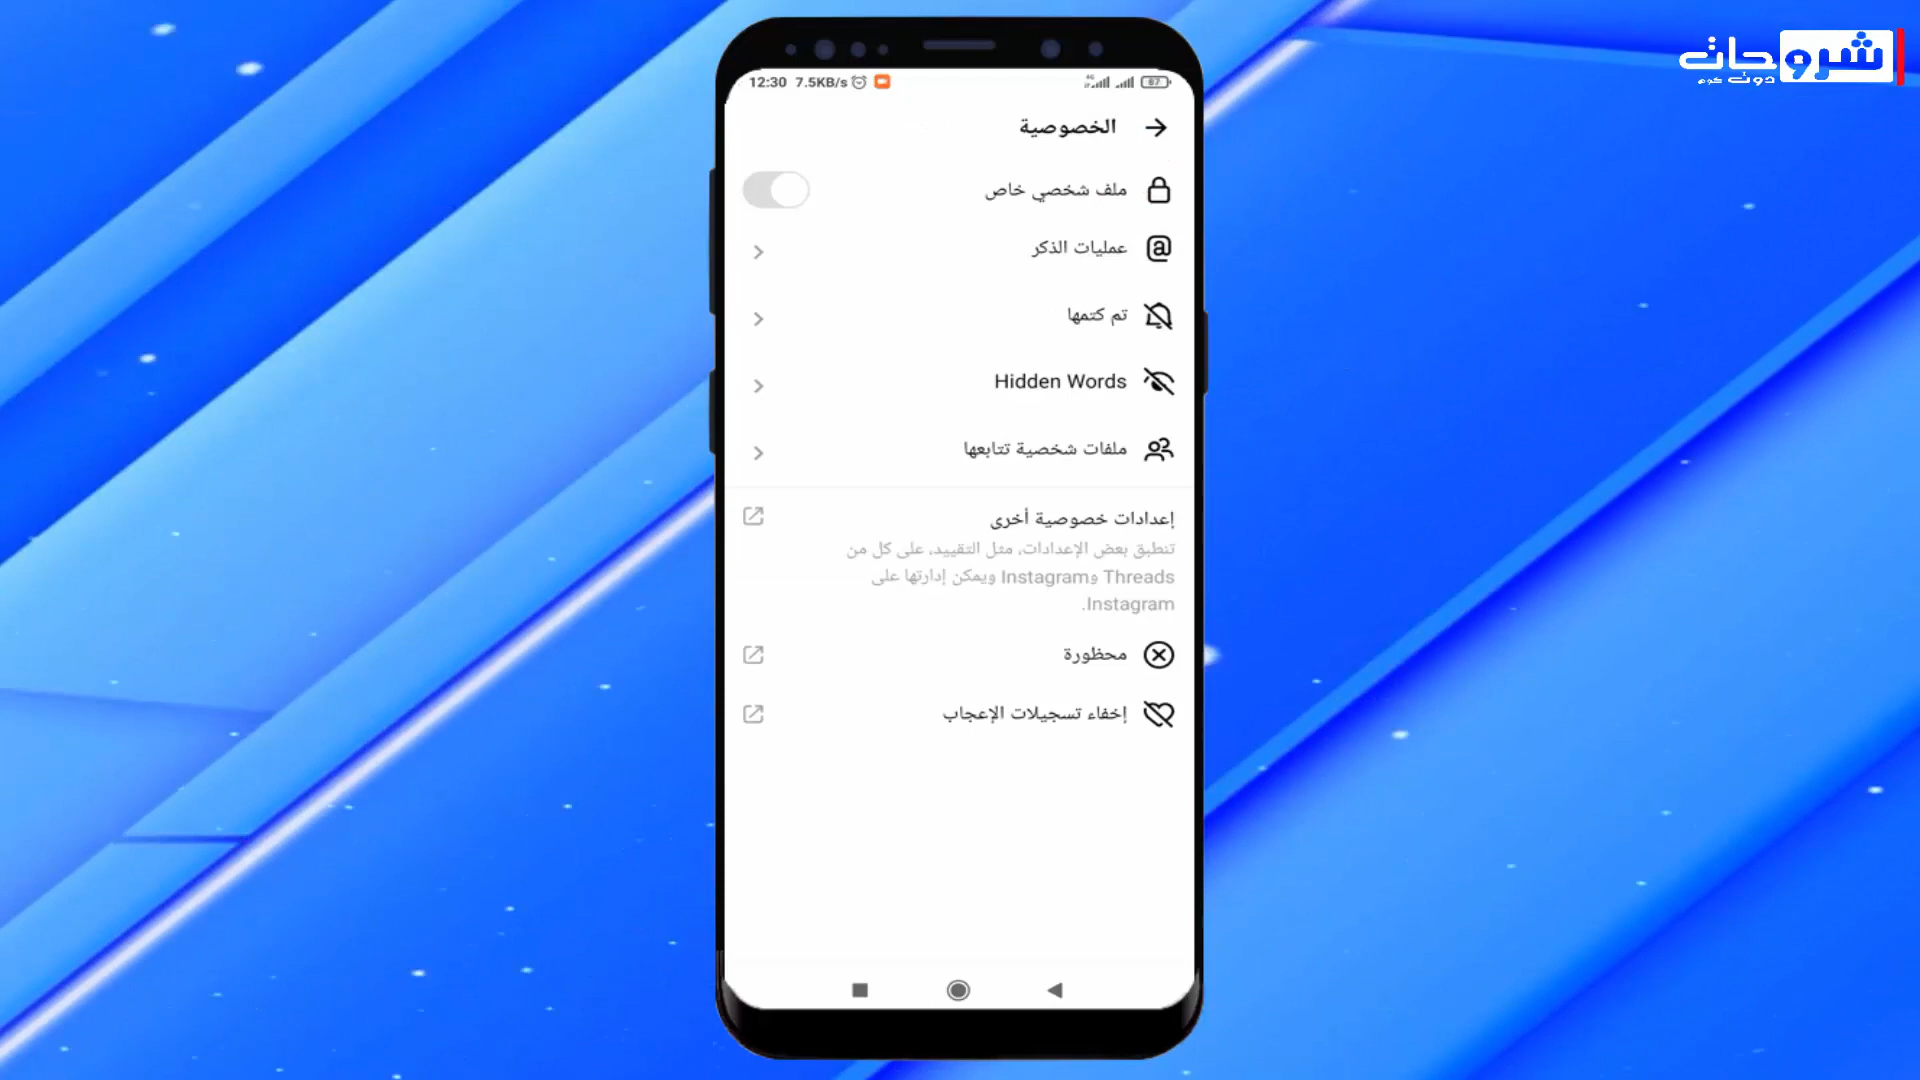 شروحات
دوت كوم
12:30 7.5KB/s
4G
67
الخصوصية
ملف شخصي خاص
عمليات الذكر
تم كتمها
Hidden Words
ملفات شخصية تتابعها
إعدادات خصوصية أخرى
تنطبق بعض الإعدادات، مثل التقييد، على كل من
Threads وInstagram ويمكن إدارتها على
Instagram.
محظورة
إخفاء تسجيلات الإعجاب